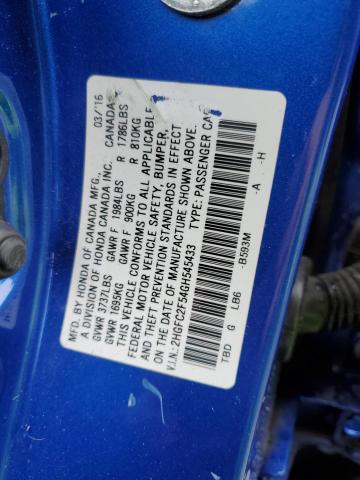 MFD. BY HONDA OF CANADA MFG., 03/16
A DIVISION OF HONDA CANADA INC. CANADA
GVWR 3737LBS GAWR F 1984LBS R 1786LBS
GVWR 1695KG GAWR F 900KG R 810KG
THIS VEHICLE CONFORMS TO ALL APPLICABLE
FEDERAL MOTOR VEHICLE SAFETY, BUMPER,
AND THEFT PREVENTION STANDARDS IN EFFECT
ON THE DATE OF MANUFACTURE SHOWN ABOVE.
V.I.N.: 2HGFC2F54GH545433 TYPE: PASSENGER CAR
-B593M -A -H
TBD G LB6